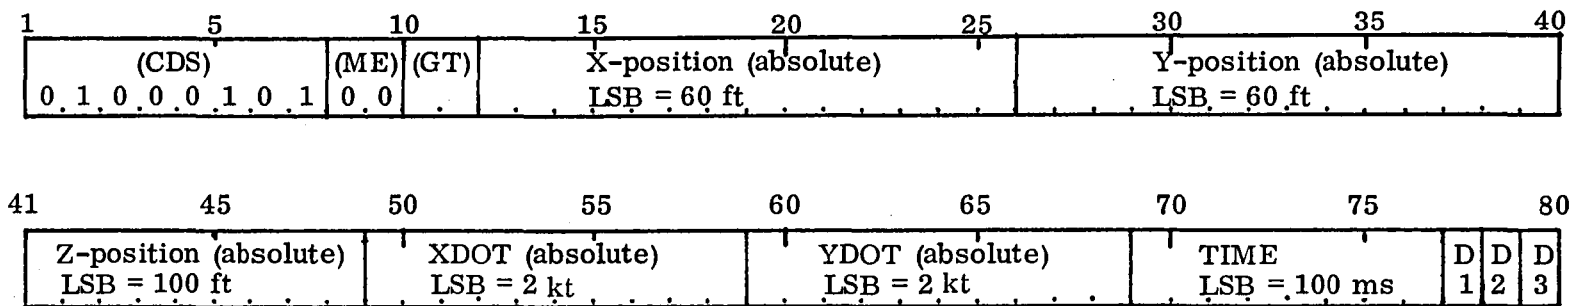 1 5 10 15 20 25 30 35 40
(CDS) (ME) (GT) X-position (absolute) Y-position (absolute)
0 1 0 0 0 1 0 1 0 0 LSB = 60 ft LSB = 60 ft
41 45 50 55 60 65 70 75 80
Z-position (absolute) XDOT (absolute) YDOT (absolute) TIME D D D
LSB = 100 ft LSB = 2 kt LSB = 2 kt LSB = 100 ms 1 2 3